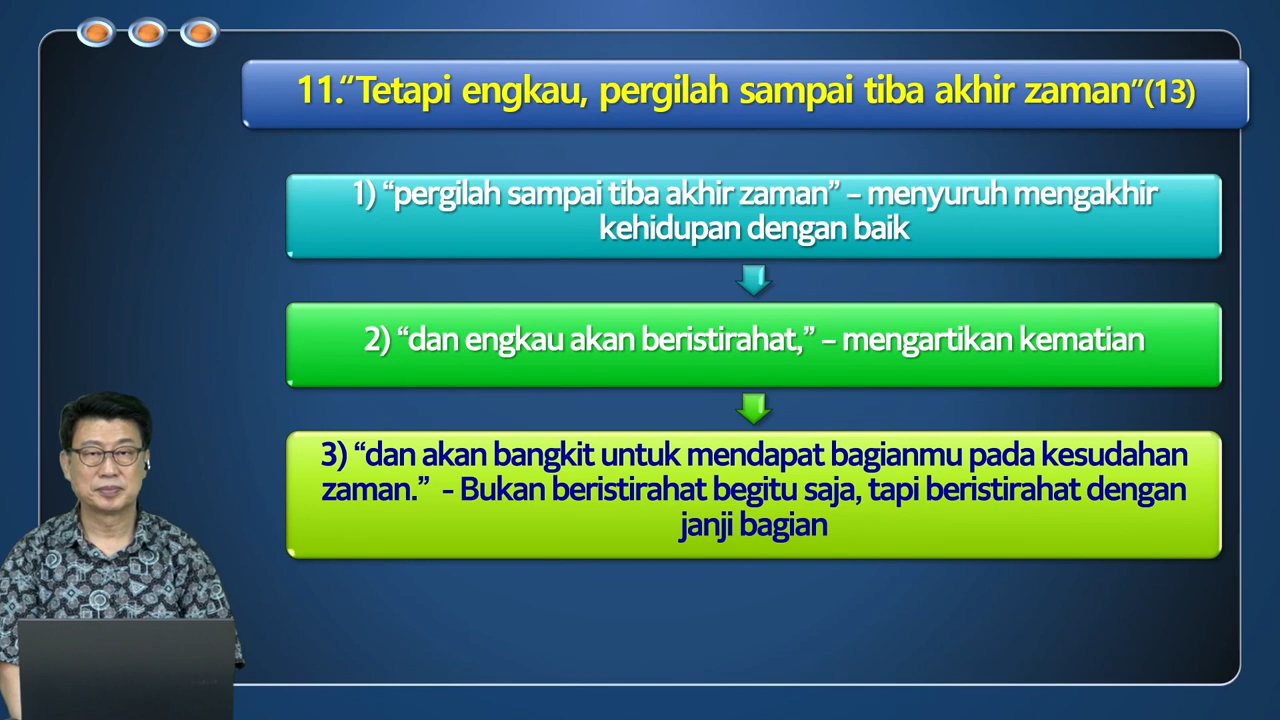 11.“Tetapi engkau, pergilah sampai tiba akhir zaman”(13)
1) “pergilah sampai tiba akhir zaman” – menyuruh mengakhir
kehidupan dengan baik
2) “dan engkau akan beristirahat,” – mengartikan kematian
3) “dan akan bangkit untuk mendapat bagianmu pada kesudahan
zaman.” - Bukan beristirahat begitu saja, tapi beristirahat dengan
janji bagian